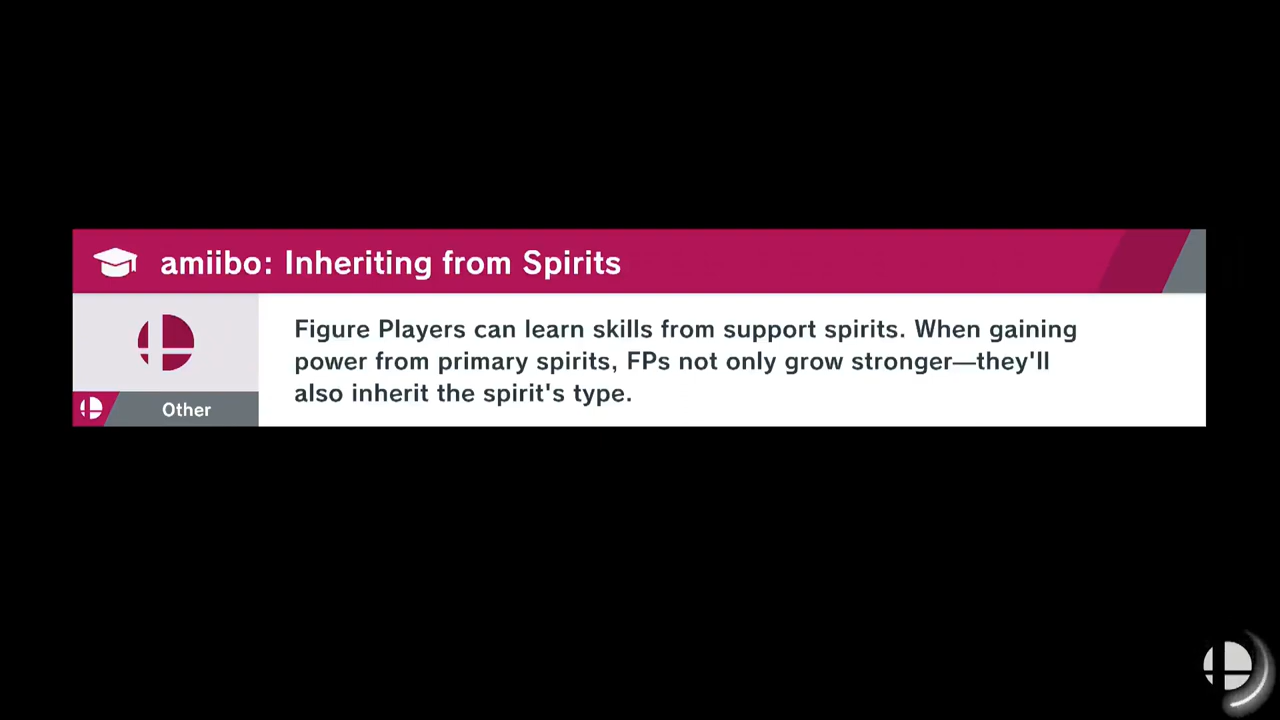 amiibo: Inheriting from Spirits
Figure Players can learn skills from support spirits. When gaining
power from primary spirits, FPs not only grow stronger—they'll
also inherit the spirit's type.
Other